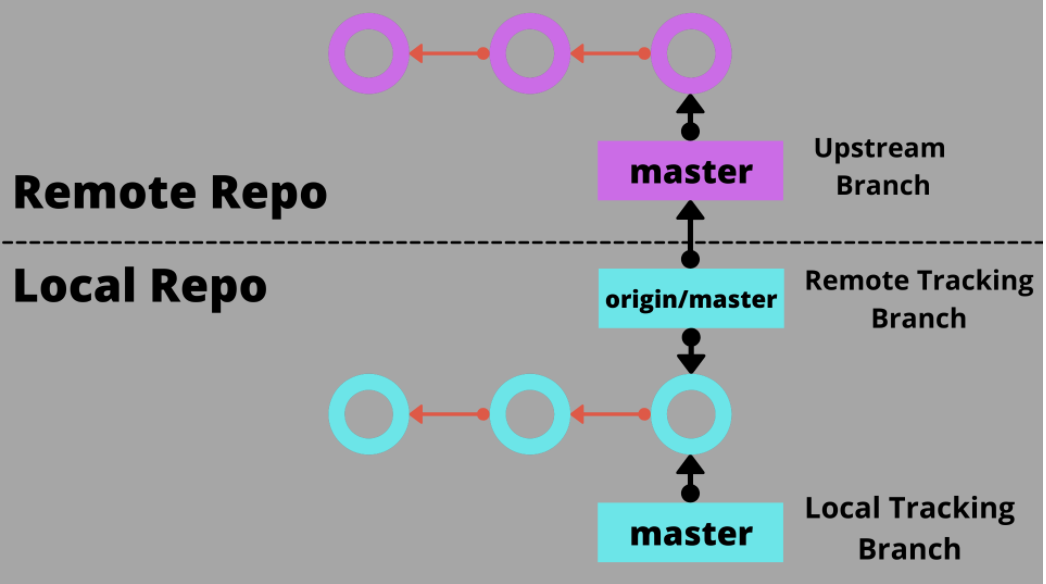 Upstream
Branch
master
Remote Repo
Local Repo
origin/master
Remote Tracking
Branch
master
Local Tracking
Branch